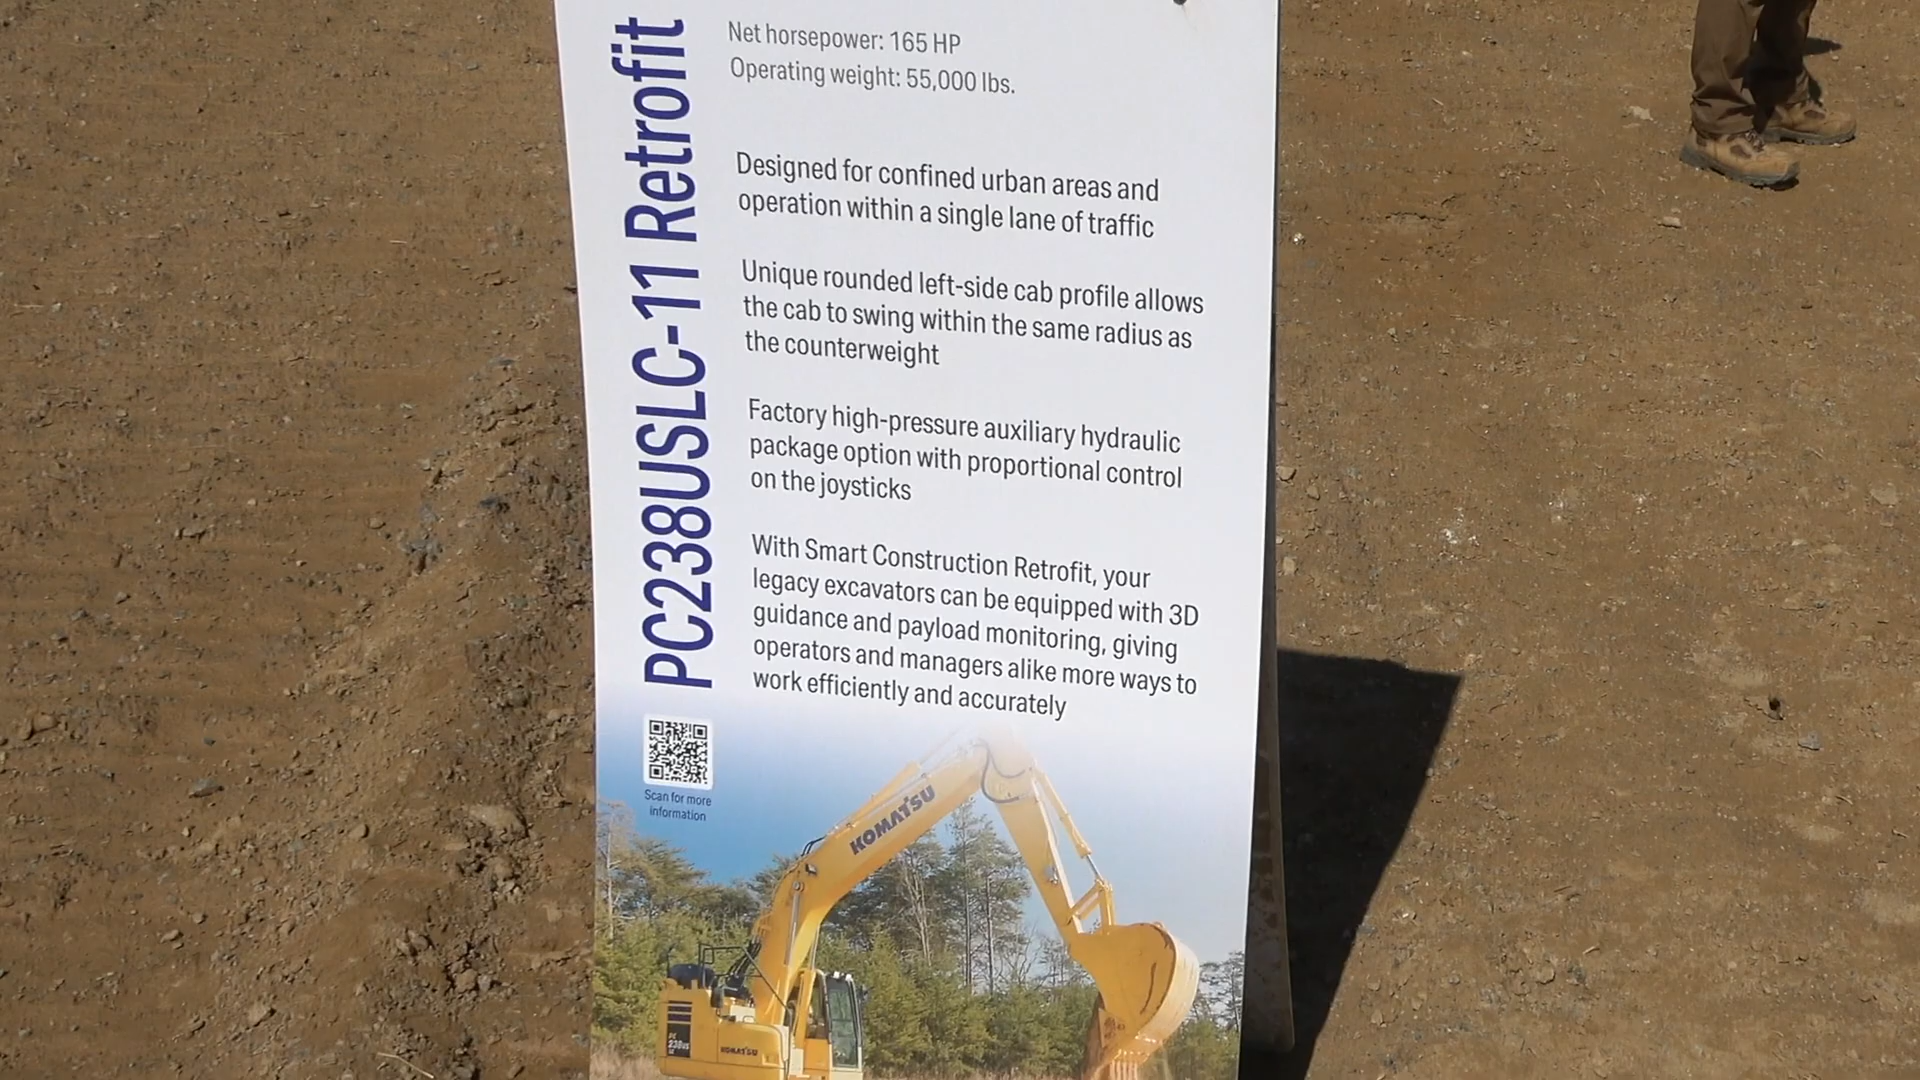 PC238USLC-11 Retrofit
Net horsepower: 165 HP
Operating weight: 55,000 lbs.
Designed for confined urban areas and
operation within a single lane of traffic
Unique rounded left-side cab profile allows
the cab to swing within the same radius as
the counterweight
Factory high-pressure auxiliary hydraulic
package option with proportional control
on the joysticks
With Smart Construction Retrofit, your
legacy excavators can be equipped with 3D
guidance and payload monitoring, giving
operators and managers alike more ways to
work efficiently and accurately
Scan for more
information
KOMATSU
PC
238US
LC
KOMATSU